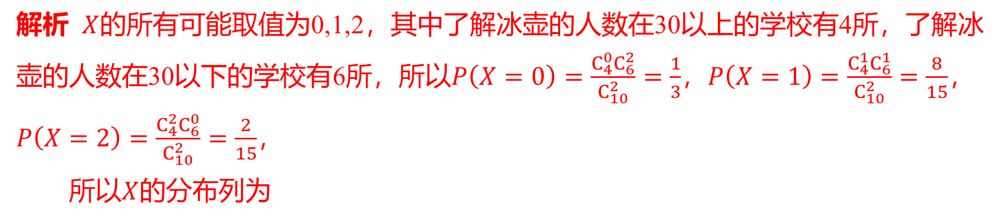 解析 X的所有可能取值为0,1,2，其中了解冰壶的人数在30以上的学校有4所，了解冰
壶的人数在30以下的学校有6所，所以$P(X=0)=\frac{C_4^0C_6^2}{C_{10}^2}=\frac{1}{3}$，$P(X=1)=\frac{C_4^1C_6^1}{C_{10}^2}=\frac{8}{15}$，
$P(X=2)=\frac{C_4^2C_6^0}{C_{10}^2}=\frac{2}{15}$，
所以X的分布列为